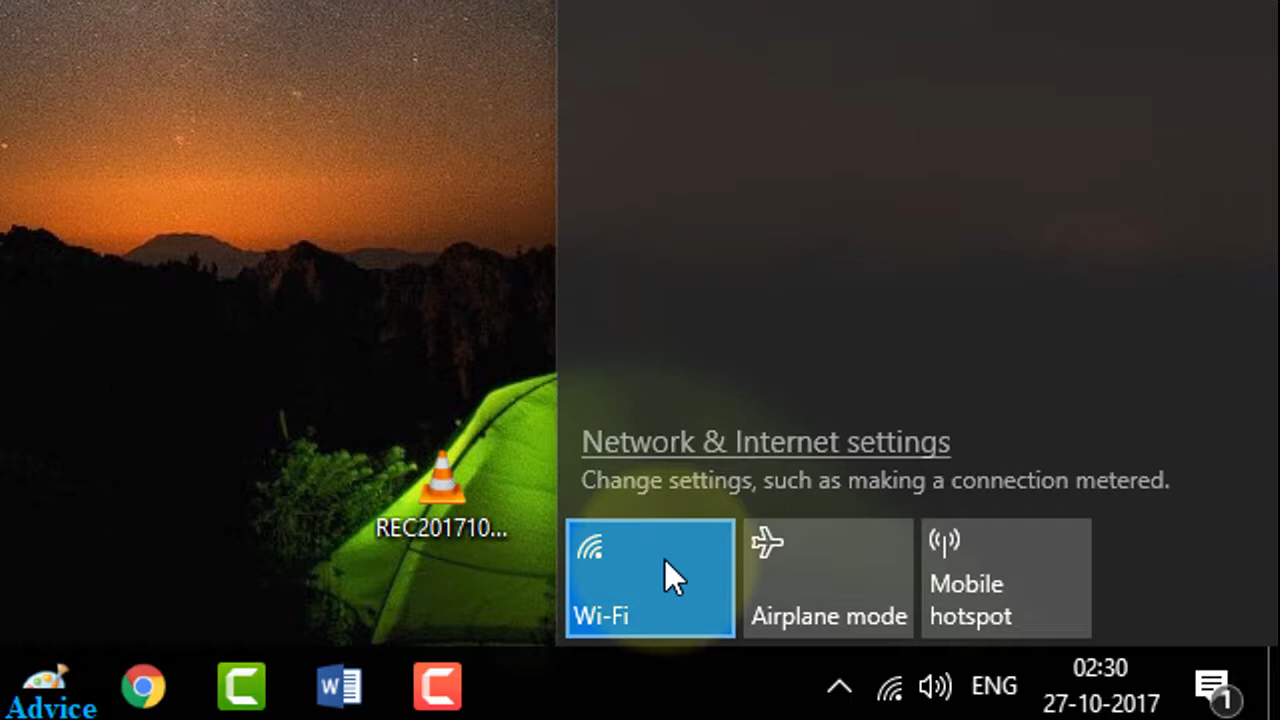 Network & Internet settings
Change settings, such as making a connection metered.
REC201710...
Wi-Fi
Airplane mode
Mobile
hotspot
Advice
W
ENG
02:30
27-10-2017
1